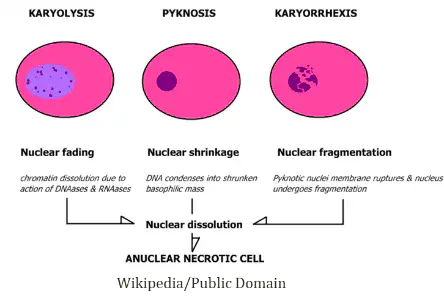 KARYOLYSIS
PYKNOSIS
KARYORRHEXIS
Nuclear fading
Nuclear shrinkage
Nuclear fragmentation
chromatin dissolution due to
action of DNAases & RNAases
DNA condenses into shrunken
basophilic mass
Pyknotic nuclei membrane ruptures & nucleus
undergoes fragmentation
Nuclear dissolution
ANUCLEAR NECROTIC CELL
Wikipedia/Public Domain